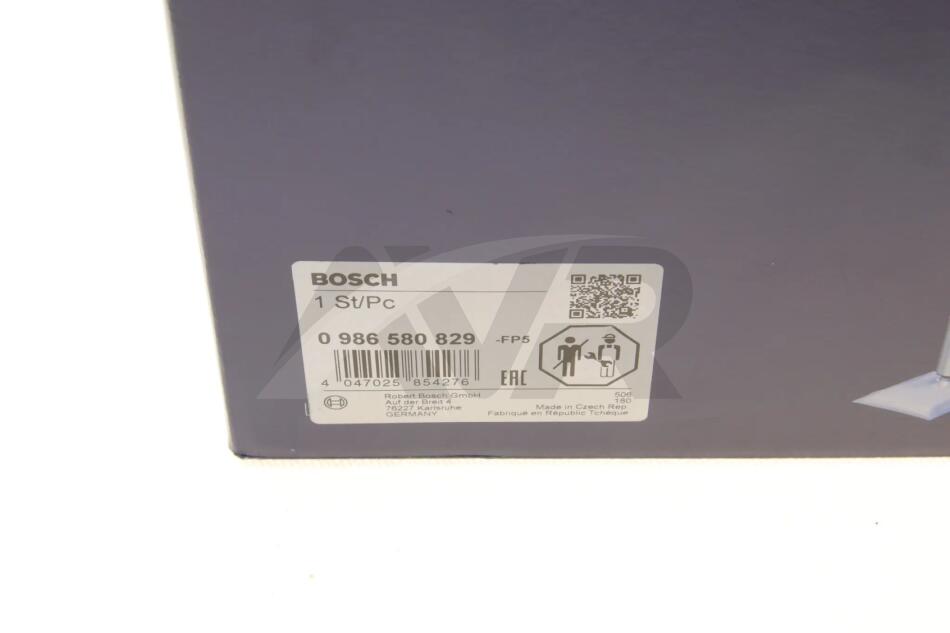 BOSCH
1 St/Pc
0 986 580 829 -FP5
4 047025 854276
EAC
Robert Bosch GmbH
Auf der Breit 4
76227 Karlsruhe
GERMANY
506
180
Made in Czech Rep
Fabriqué en Républic Tchèque
AVR